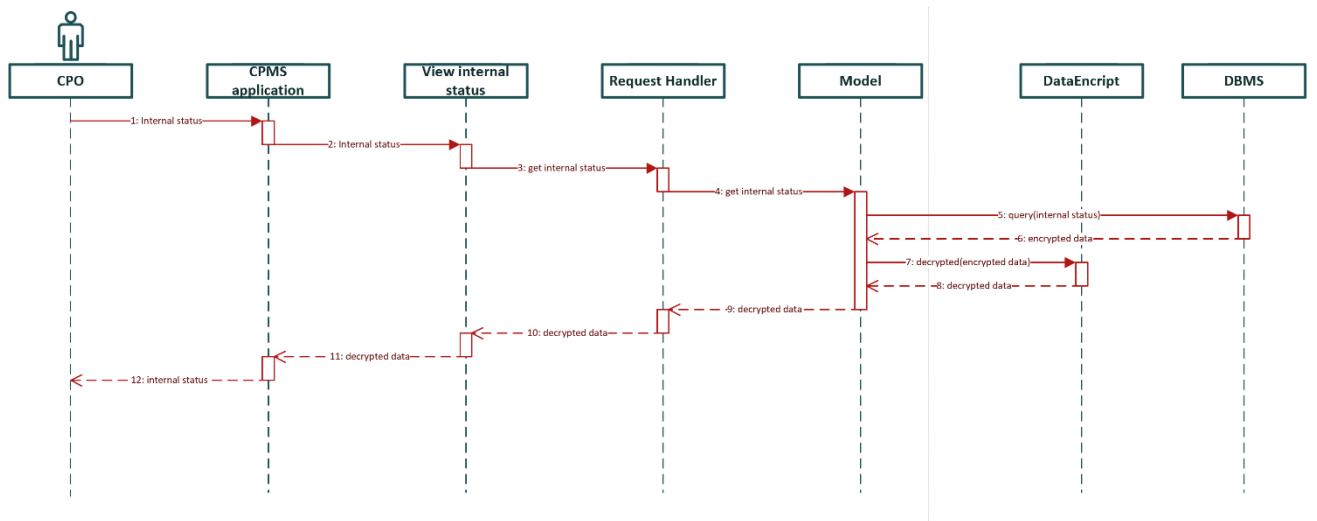 CPO
CPMS
application
View internal
status
Request Handler
Model
DataEncript
DBMS
1: Internal status
2: Internal status
3: get internal status
4: get internal status
5: query(internal status)
6: encrypted data
7: decrypted(encrypted data)
8: decrypted data
9: decrypted data
10: decrypted data
11: decrypted data
12: internal status